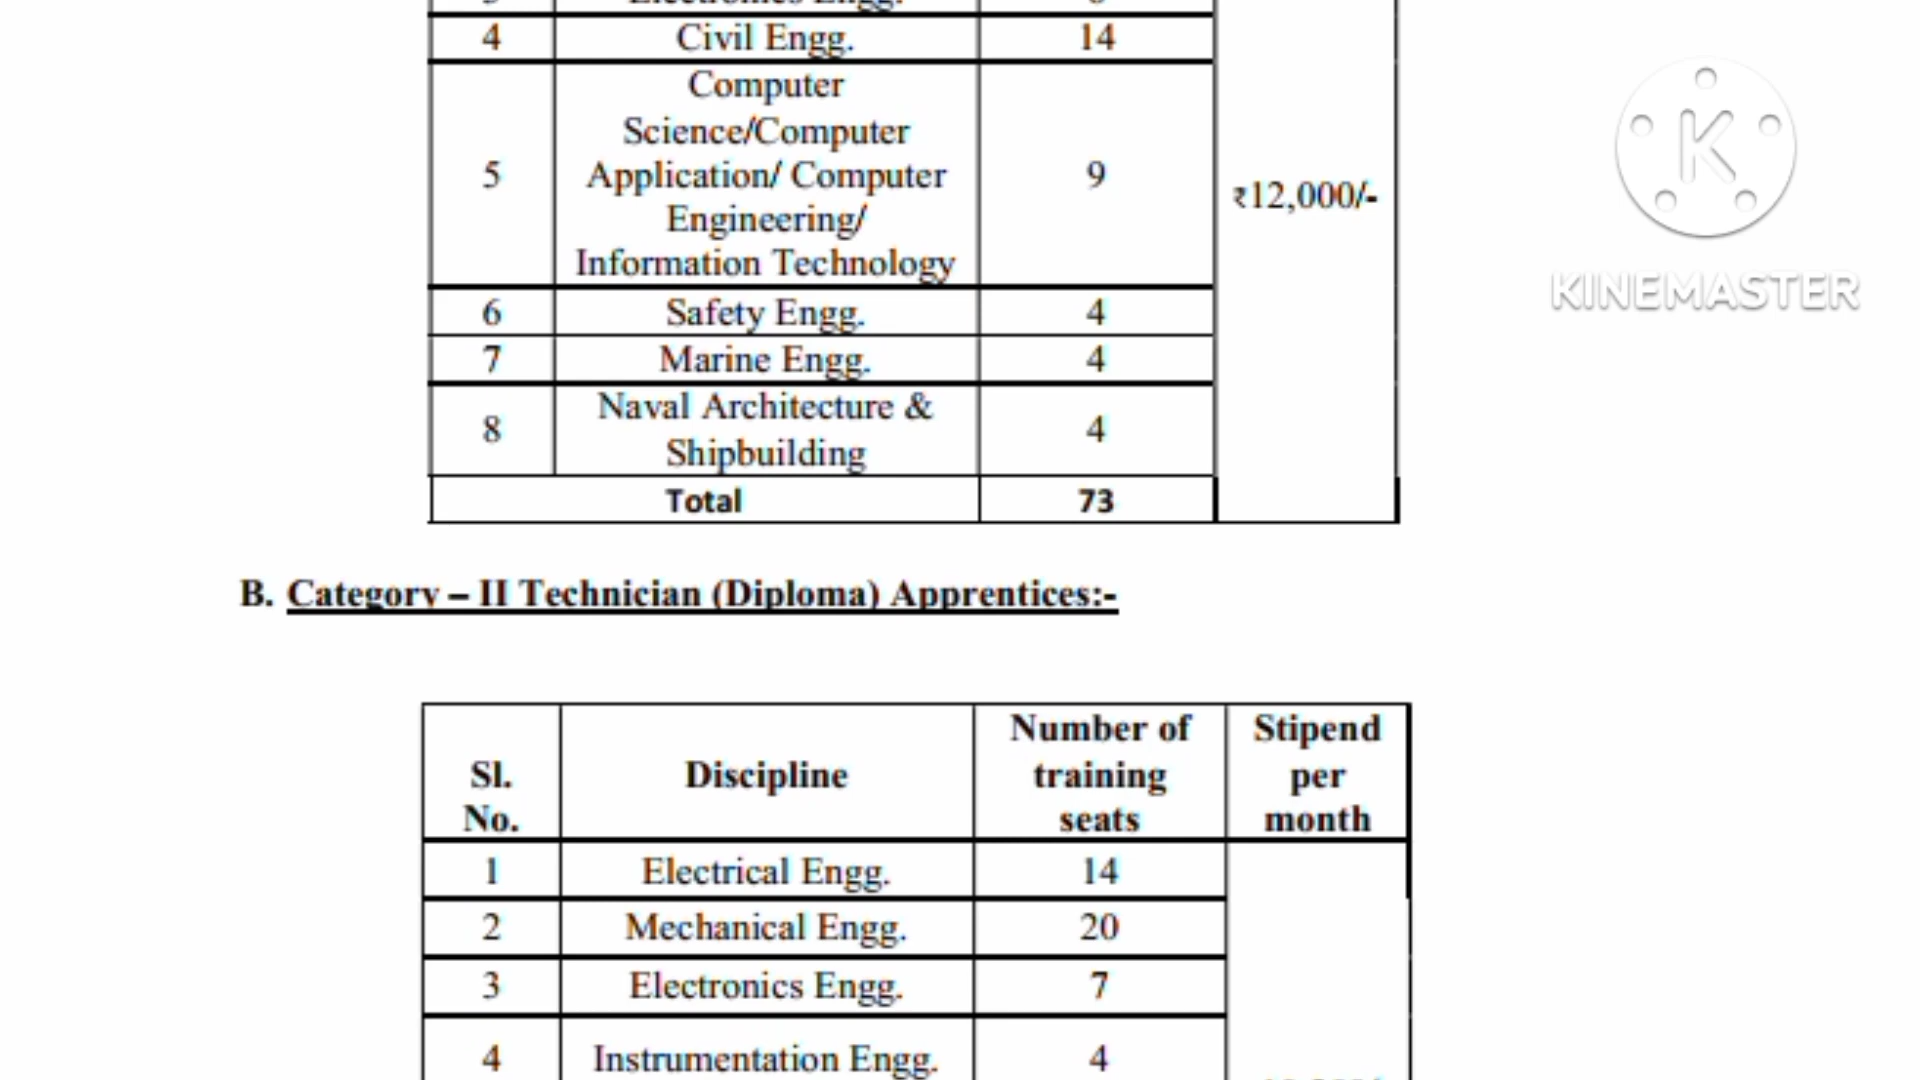 Electronics Engg.
4 Civil Engg. 14
Computer
Science/Computer
5 Application/ Computer 9
Engineering/
Information Technology
₹12,000/-
6 Safety Engg. 4
7 Marine Engg. 4
8 Naval Architecture & 4
Shipbuilding
Total 73
B. Category – II Technician (Diploma) Apprentices:-
Sl. No. Discipline Number of training seats Stipend per month
1 Electrical Engg. 14
2 Mechanical Engg. 20
3 Electronics Engg. 7
4 Instrumentation Engg. 4
K
KINEMASTER